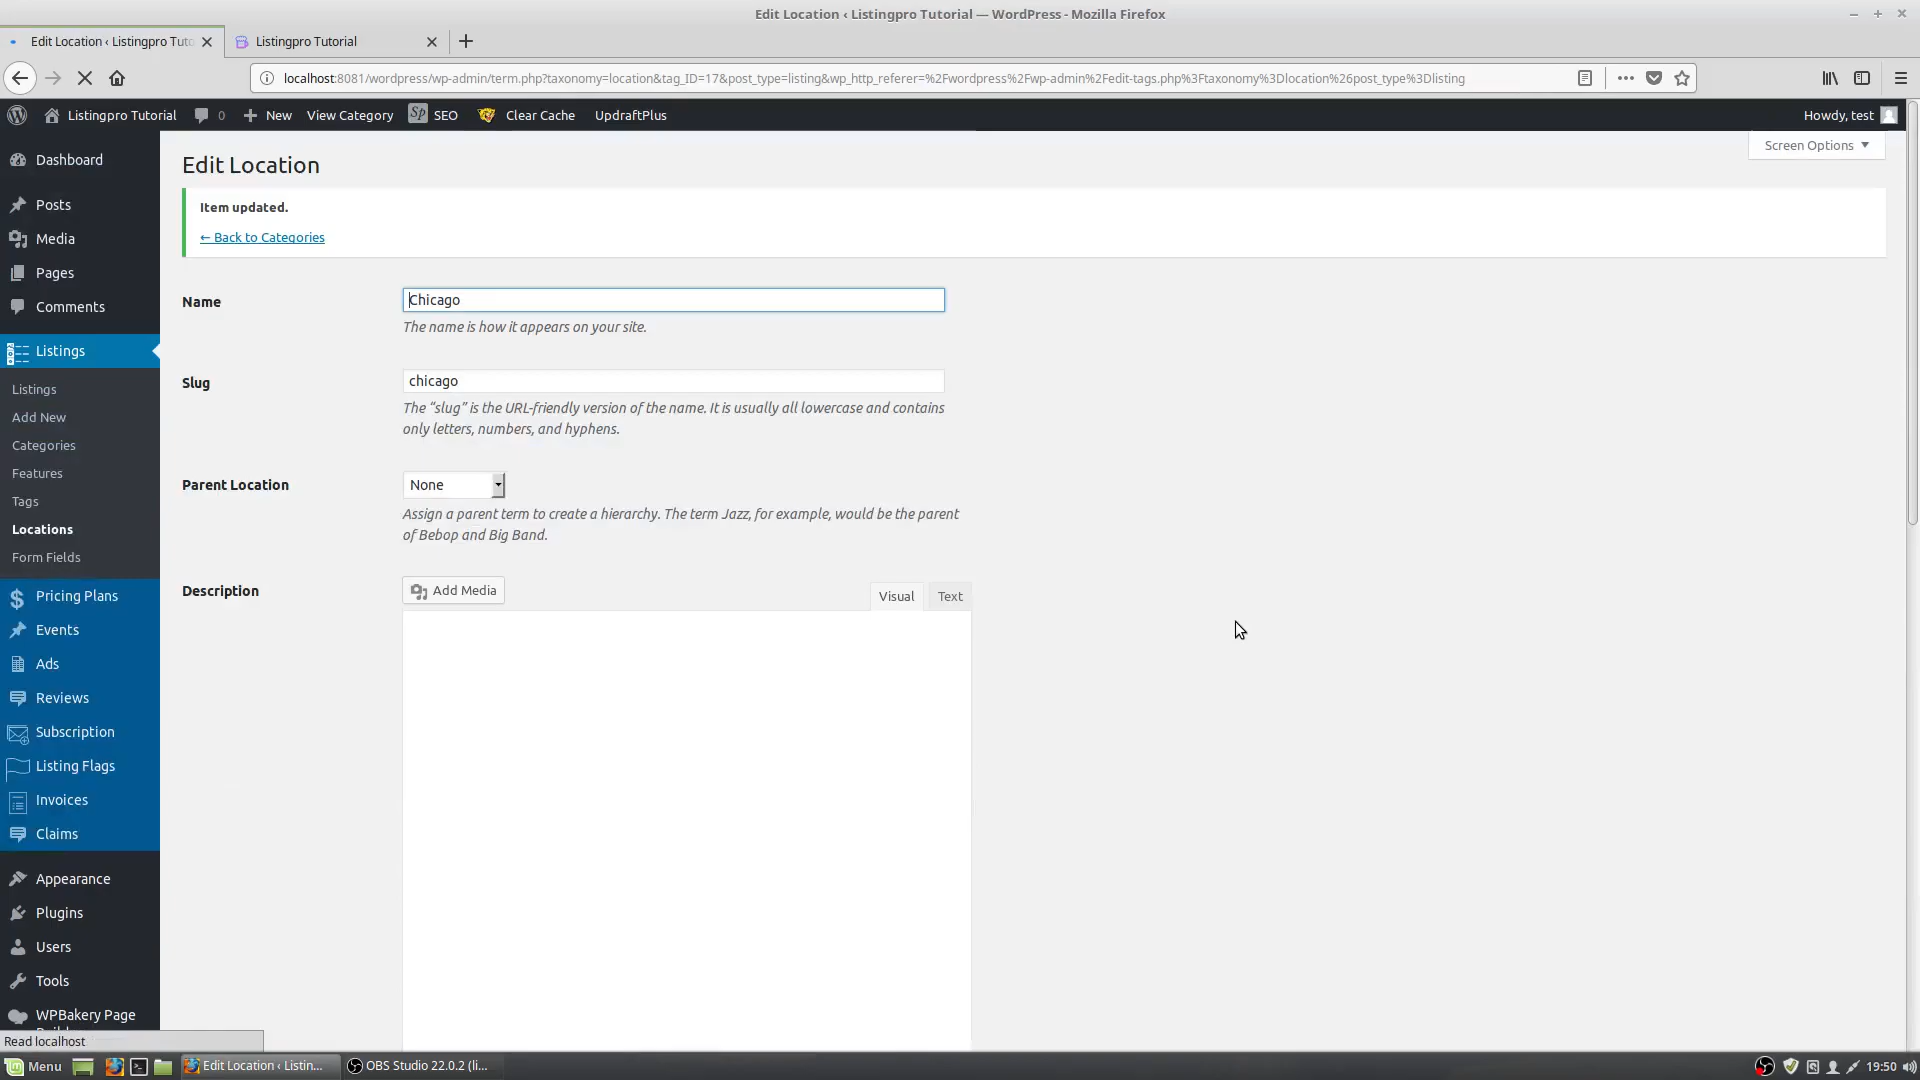 Edit Location ‹ Listingpro Tutorial — WordPress - Mozilla Firefox
Edit Location ‹ Listingpro Tuto
Listingpro Tutorial
localhost:8081/wordpress/wp-admin/term.php?taxonomy=location&tag_ID=17&post_type=listing&wp_http_referer=%2Fwordpress%2Fwp-admin%2Fedit-tags.php%3Ftaxonomy%3Dlocation%26post_type%3Dlisting
Listingpro Tutorial
0
New
View Category
Sp SEO
Clear Cache
UpdraftPlus
Howdy, test
Screen Options
Dashboard
Posts
Media
Pages
Comments
Listings
Listings
Add New
Categories
Features
Tags
Locations
Form Fields
Pricing Plans
Events
Ads
Reviews
Subscription
Listing Flags
Invoices
Claims
Appearance
Plugins
Users
Tools
WPBakery Page
Edit Location
Item updated.
← Back to Categories
Name
Chicago
The name is how it appears on your site.
Slug
chicago
The “slug” is the URL-friendly version of the name. It is usually all lowercase and contains
only letters, numbers, and hyphens.
Parent Location
None
Assign a parent term to create a hierarchy. The term Jazz, for example, would be the parent
of Bebop and Big Band.
Description
Add Media
Visual
Text
Read localhost
Menu
Edit Location ‹ Listin...
OBS Studio 22.0.2 (li...
19:50